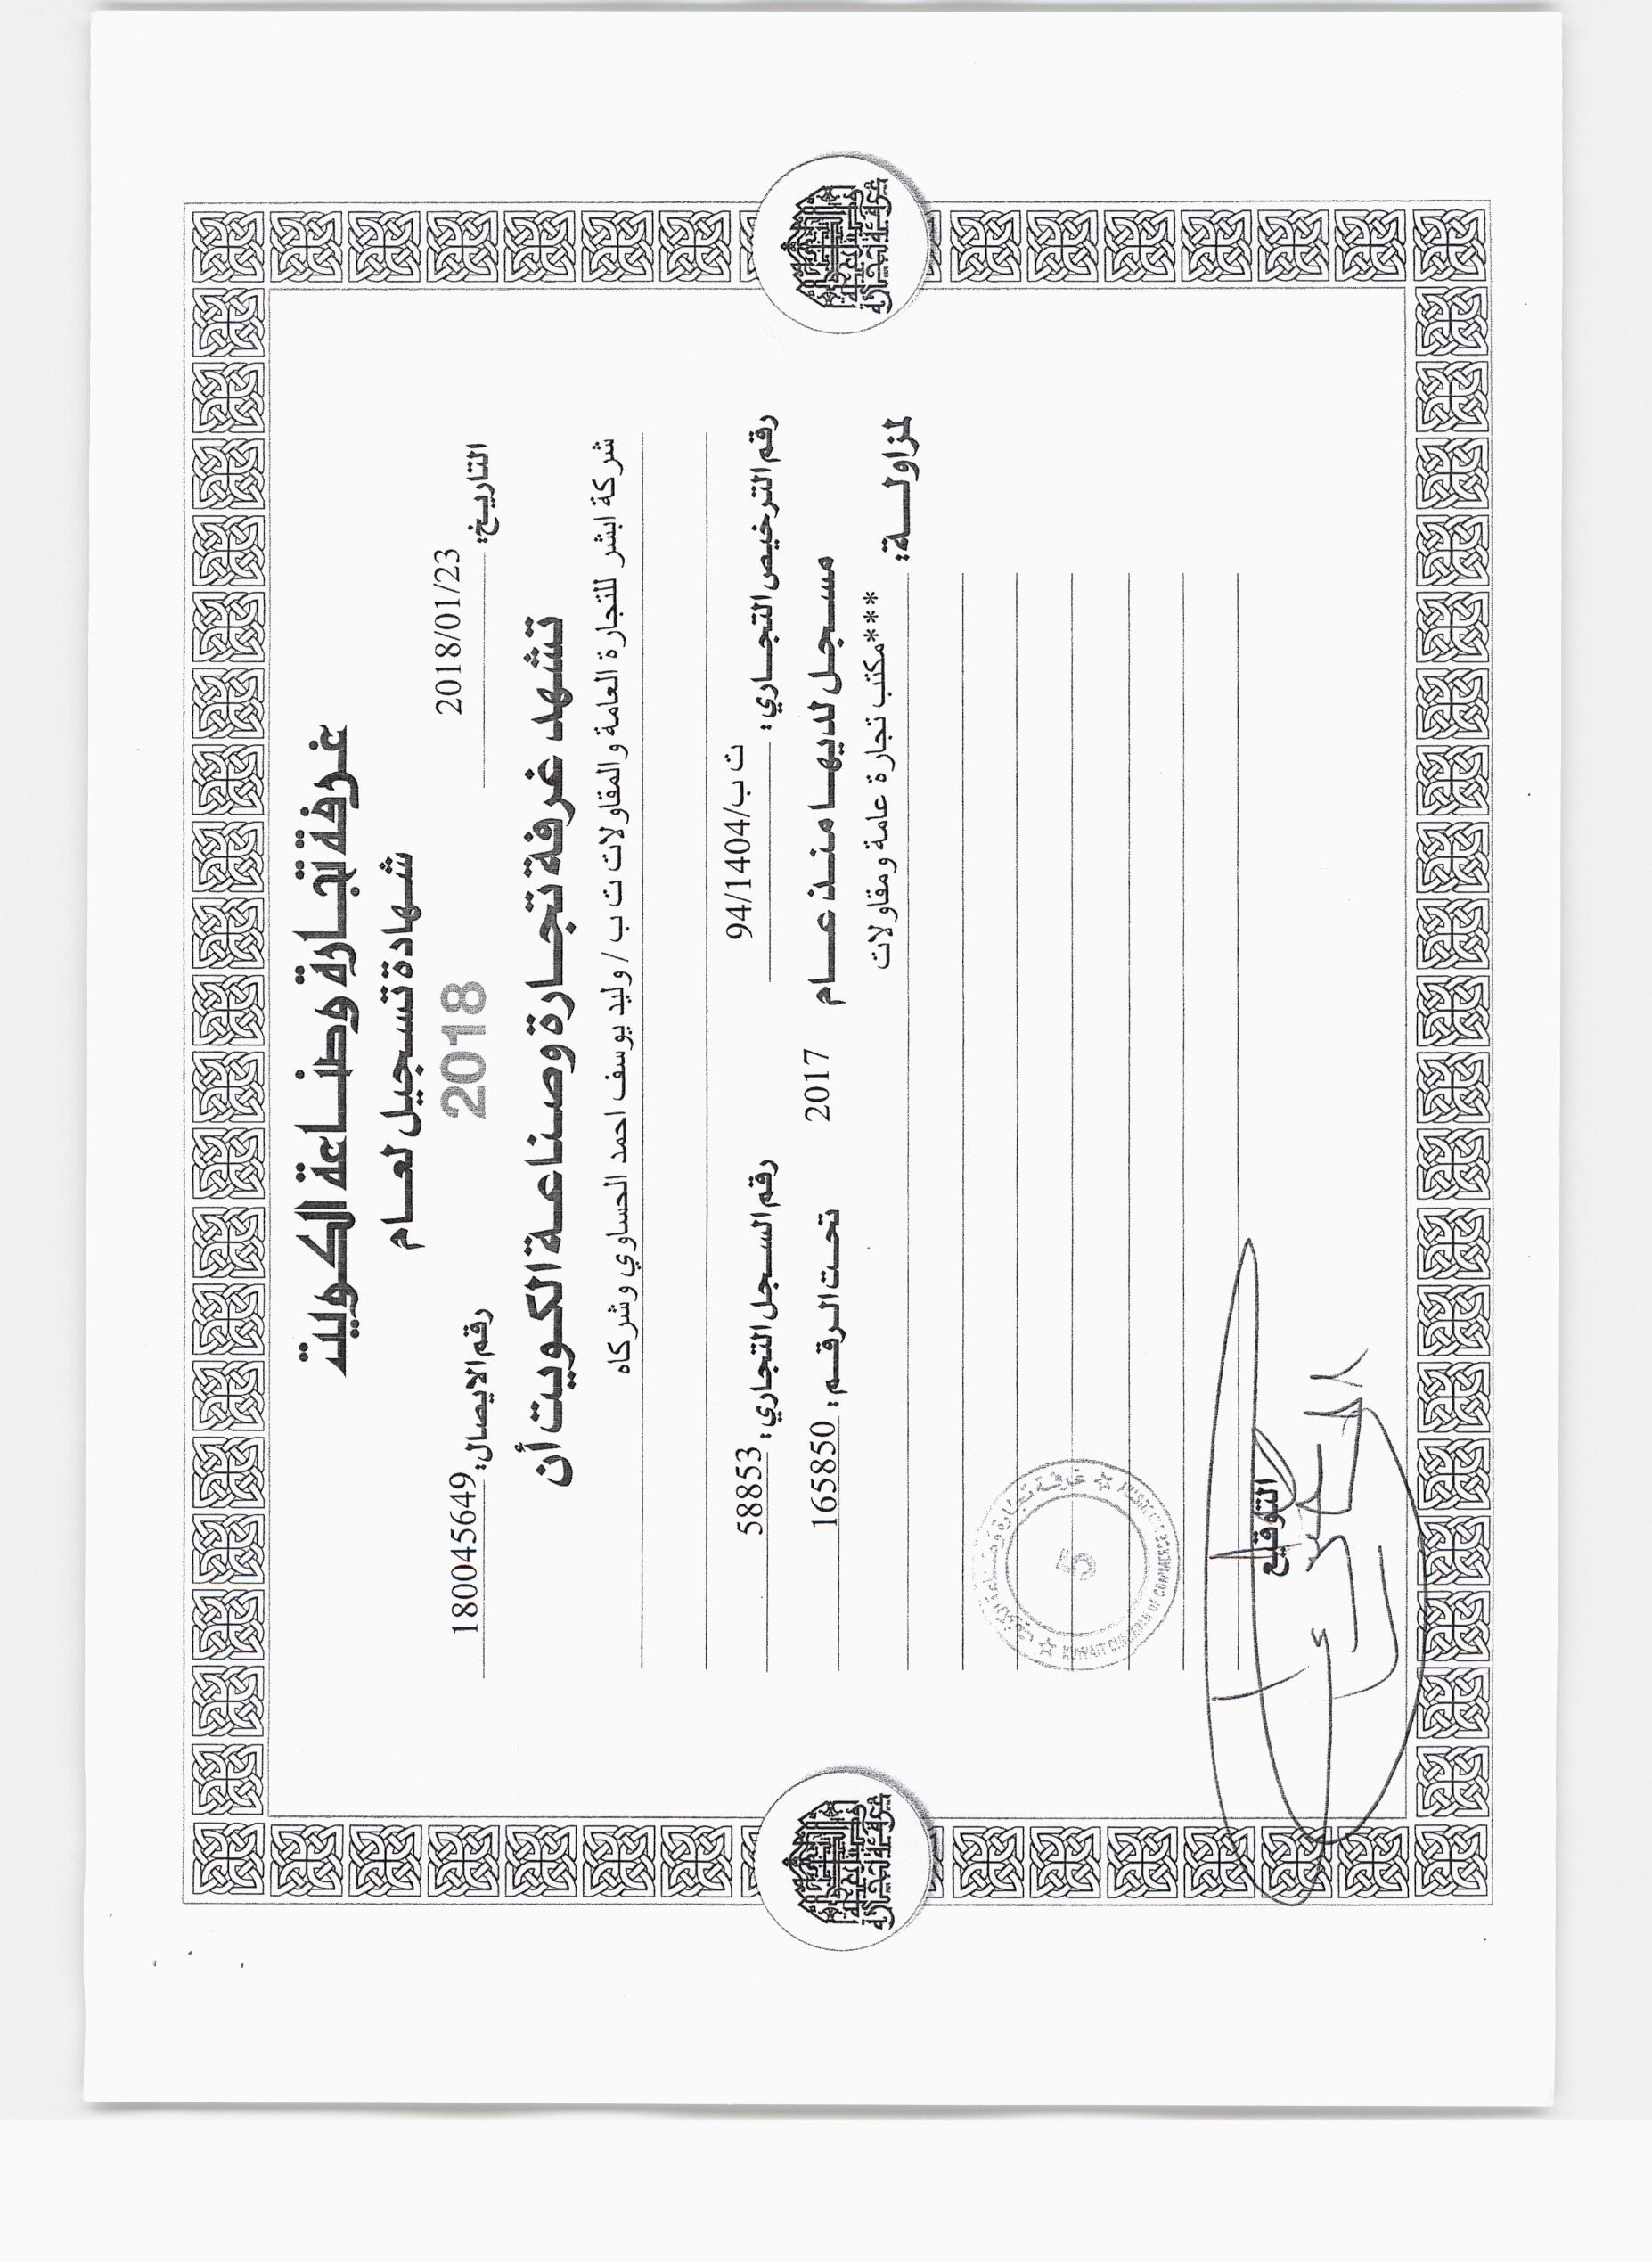 غرفة تجارة وصناعة الكويت
شهادة تسجيل لعام
2018
التاريخ: 2018/01/23
رقم الايصال: 180045649
تشهد غرفة تجارة وصناعة الكويت أن
شركة ابشر للتجارة العامة والمقاولات ت ب / وليد يوسف احمد الحساوي وشركاه
رقم الترخيص التجاري: ت ب/94/1404
رقم السجل التجاري: 58853
مسجل لديها منذ عام 2017 تحت الرقم: 165850
لمزاولة:
****مكتب تجارة عامة ومقاولات
غرفة تجارة وصناعة الكويت
KUWAIT CHAMBER OF COMMERCE &
5
التوقيع